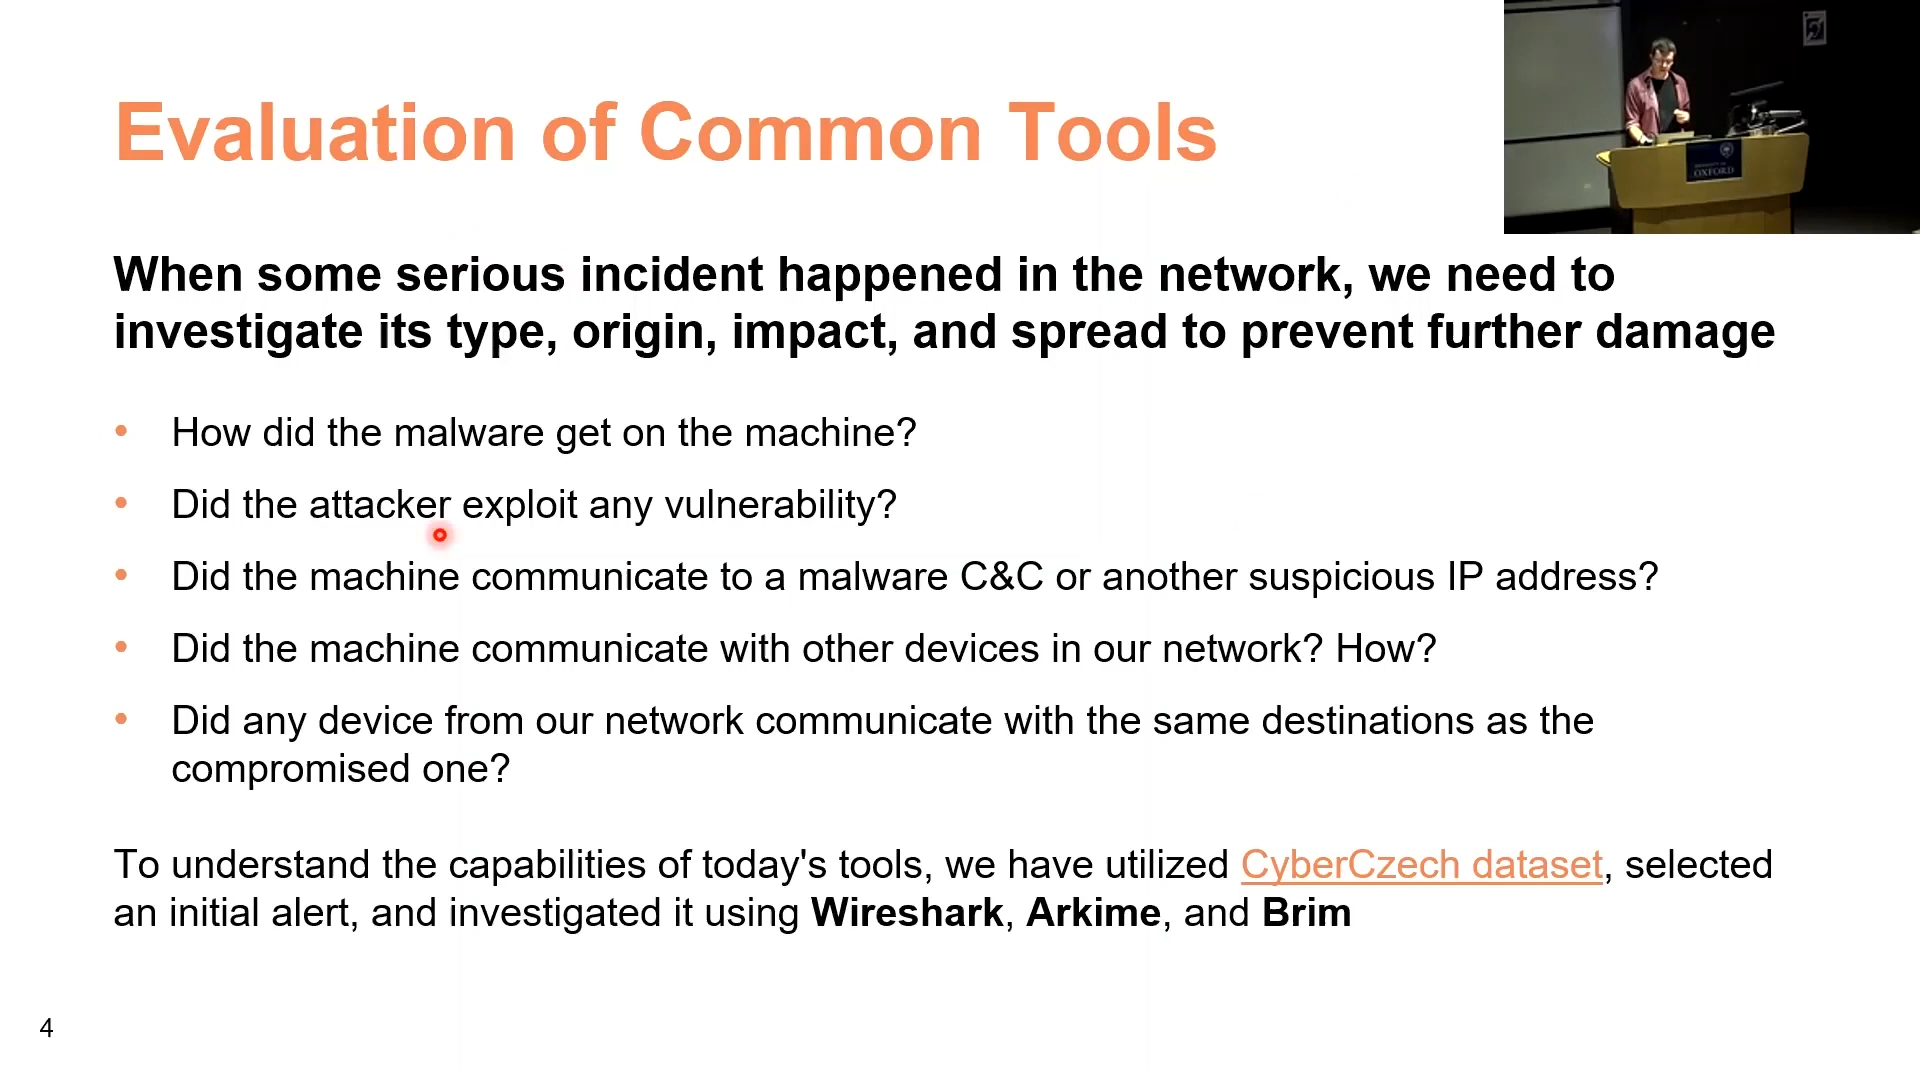 Evaluation of Common Tools
UNIVERSITY OF
OXFORD
When some serious incident happened in the network, we need to
investigate its type, origin, impact, and spread to prevent further damage
• How did the malware get on the machine?
• Did the attacker exploit any vulnerability?
• Did the machine communicate to a malware C&C or another suspicious IP address?
• Did the machine communicate with other devices in our network? How?
• Did any device from our network communicate with the same destinations as the
compromised one?
To understand the capabilities of today's tools, we have utilized CyberCzech dataset, selected
an initial alert, and investigated it using Wireshark, Arkime, and Brim
4